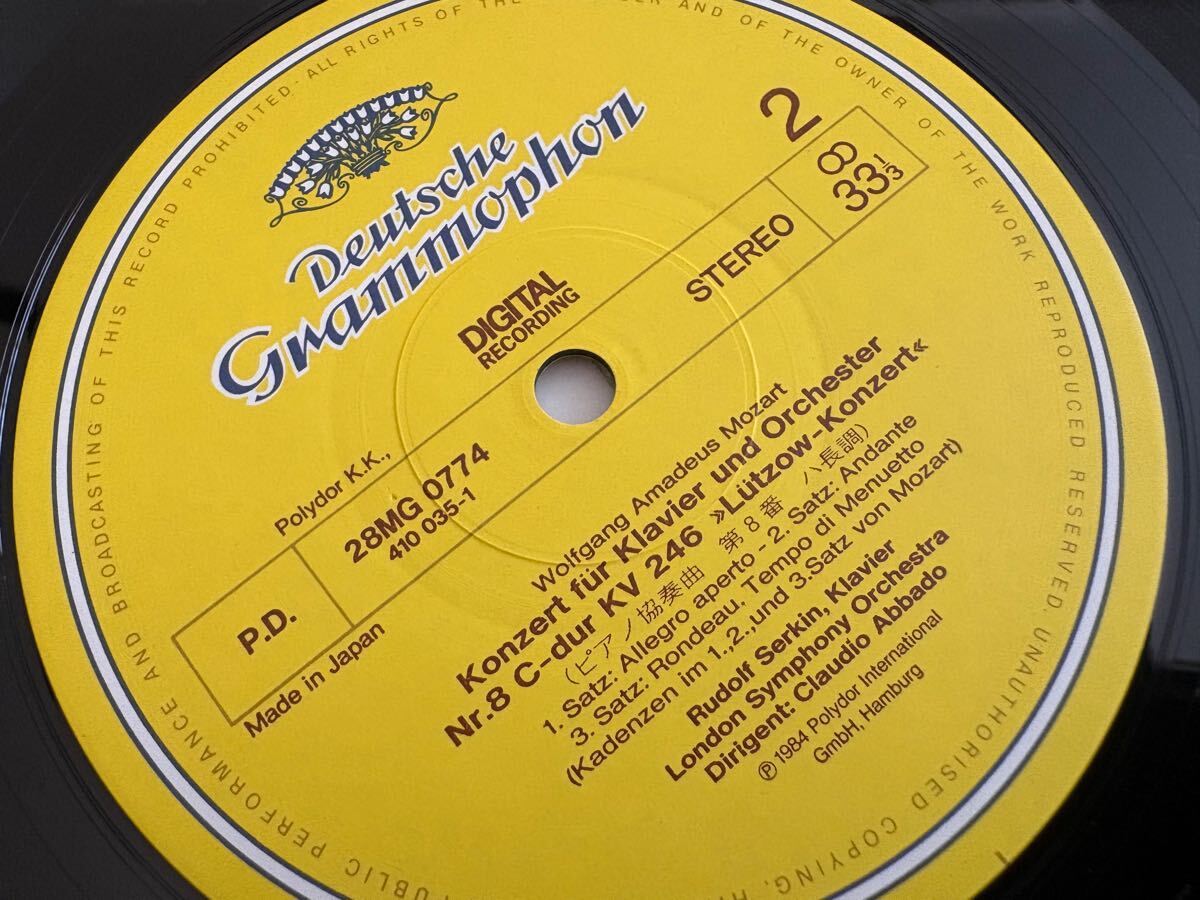 Deutsche
Grammophon
DIGITAL
RECORDING
STEREO
2
8
33 1/3
Polydor K.K.,
28MG 0774
410 035-1
P.D.
Made in Japan
Wolfgang Amadeus Mozart
Konzert für Klavier und Orchester
Nr.8 C-dur KV 246 »Lützow-Konzert«
(ピアノ協奏曲 第8番 ハ長調)
1. Satz: Allegro aperto - 2. Satz: Andante
3. Satz: Rondeau, Tempo di Menuetto
(Kadenzen im 1.,2.,und 3.Satz von Mozart)
Rudolf Serkin, Klavier
London Symphony Orchestra
Dirigent: Claudio Abbado
℗ 1984 Polydor International
GmbH, Hamburg
PUBLIC PERFORMANCE AND BROADCASTING OF THIS RECORD PROHIBITED - ALL RIGHTS OF THE AND OF THE OWNER OF THE WORK REPRODUCED RESERVED. UNAUTHORISED COPYING,